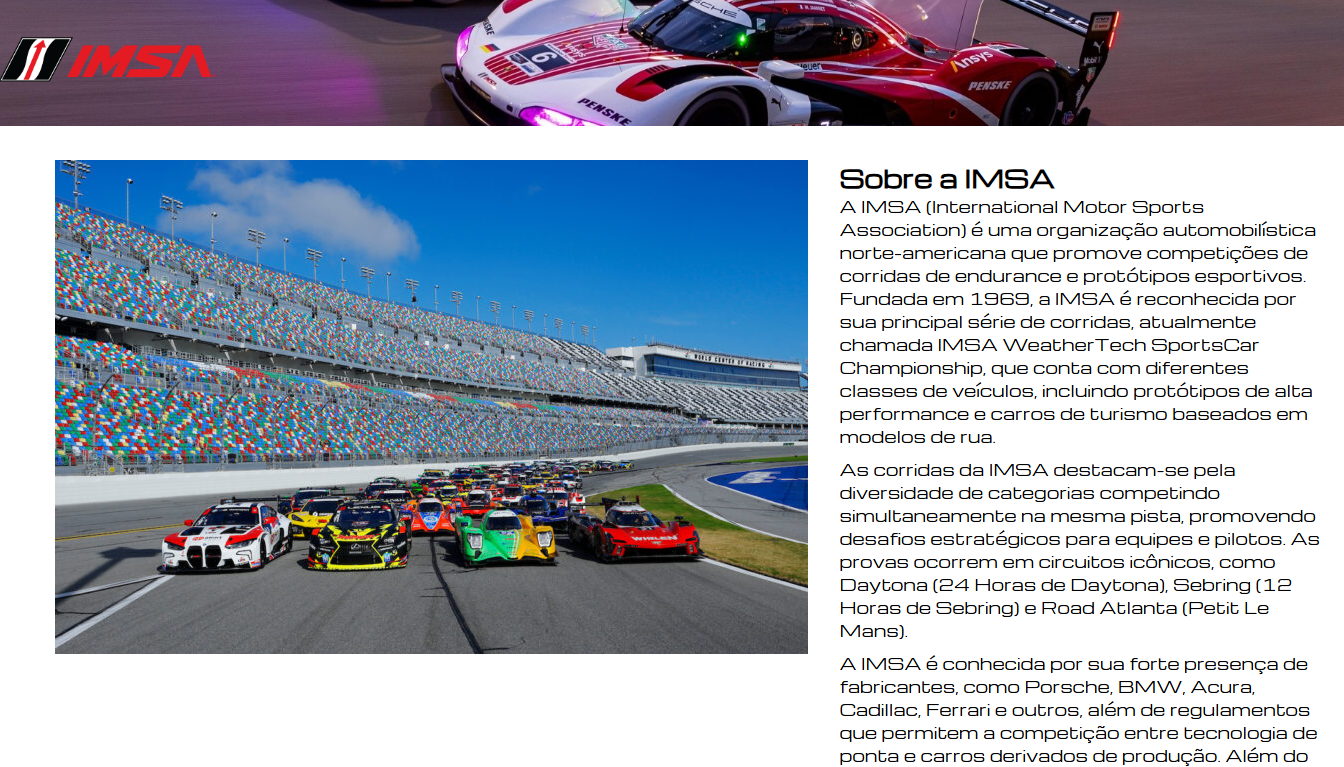 IMSA
6
PENSKE
Ansys
PENSKE
Mobil 1
Sobre a IMSA
A IMSA (International Motor Sports
Association) é uma organização automobilística
norte-americana que promove competições de
corridas de endurance e protótipos esportivos.
Fundada em 1969, a IMSA é reconhecida por
sua principal série de corridas, atualmente
chamada IMSA WeatherTech SportsCar
Championship, que conta com diferentes
classes de veículos, incluindo protótipos de alta
performance e carros de turismo baseados em
modelos de rua.
As corridas da IMSA destacam-se pela
diversidade de categorias competindo
simultaneamente na mesma pista, promovendo
desafios estratégicos para equipes e pilotos. As
provas ocorrem em circuitos icônicos, como
Daytona (24 Horas de Daytona), Sebring (12
Horas de Sebring) e Road Atlanta (Petit Le
Mans).
A IMSA é conhecida por sua forte presença de
fabricantes, como Porsche, BMW, Acura,
Cadillac, Ferrari e outros, além de regulamentos
que permitem a competição entre tecnologia de
ponta e carros derivados de produção. Além do
WORLD CENTER OF RACING
LEXUS
WHELEN